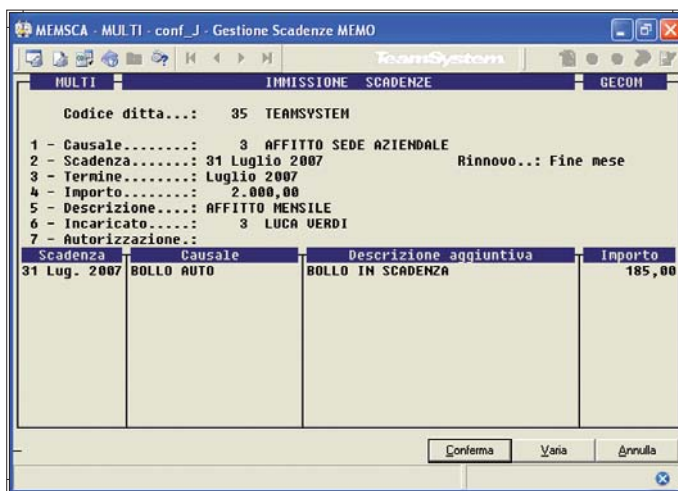 MEMSCA - MULTI - conf_J - Gestione Scadenze MEMO
TeamSystem
MULTI IMMISSIONE SCADENZE GECOM
Codice ditta...: 35 TEAMSYSTEM
1 - Causale........: 3 AFFITTO SEDE AZIENDALE
2 - Scadenza.......: 31 Luglio 2007 Rinnovo..: Fine mese
3 - Termine........: Luglio 2007
4 - Importo........: 2.000,00
5 - Descrizione....: AFFITTO MENSILE
6 - Incaricato.....: 3 LUCA VERDI
7 - Autorizzazione.:
Scadenza Causale Descrizione aggiuntiva Importo
31 Lug. 2007 BOLLO AUTO BOLLO IN SCADENZA 185,00
Conferma Varia Annulla